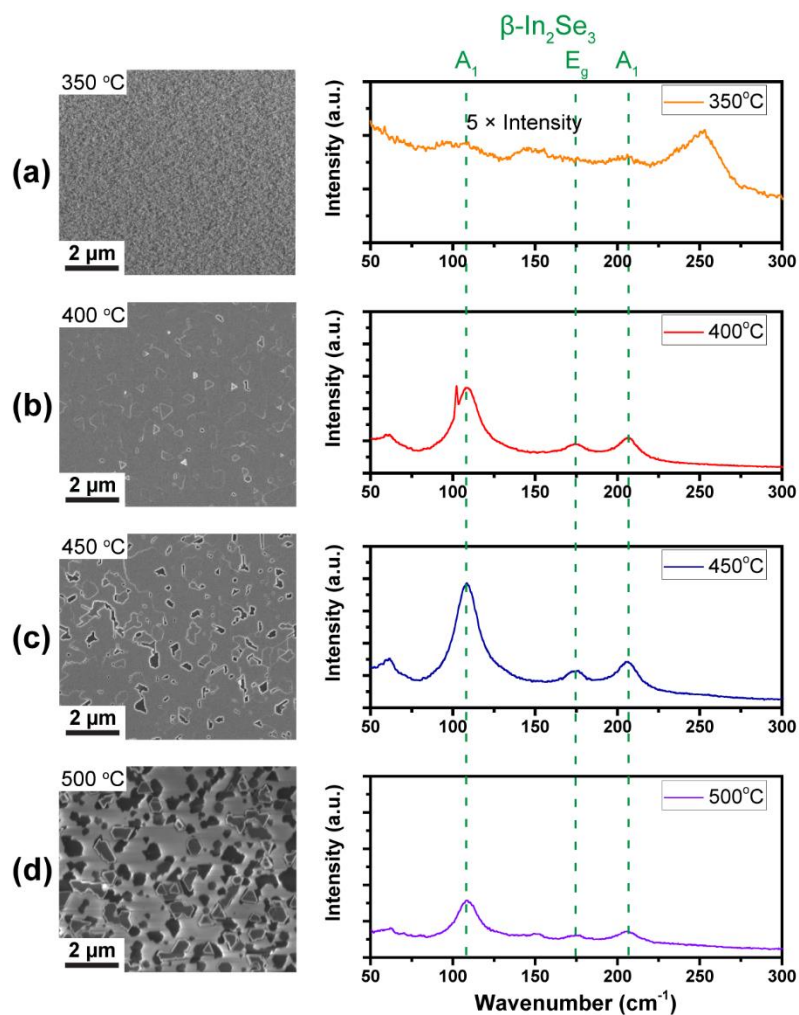 β-In₂Se₃
A₁ E_g A₁
(a)
350 °C
2 µm
Intensity (a.u.)
5 × Intensity
350°C
50 100 150 200 250 300
(b)
400 °C
2 µm
Intensity (a.u.)
400°C
50 100 150 200 250 300
(c)
450 °C
2 µm
Intensity (a.u.)
450°C
50 100 150 200 250 300
(d)
500 °C
2 µm
Intensity (a.u.)
500°C
50 100 150 200 250 300
Wavenumber (cm⁻¹)